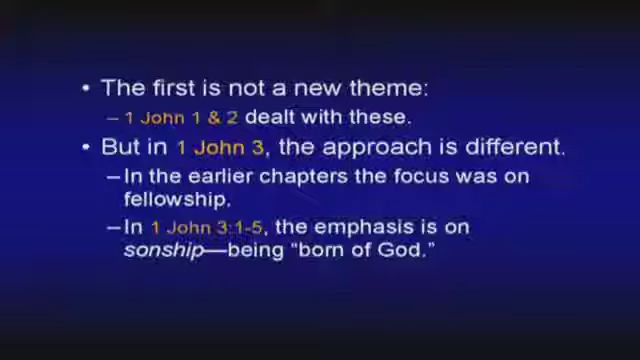 • The first is not a new theme:
– 1 John 1 & 2 dealt with these.
• But in 1 John 3, the approach is different.
– In the earlier chapters the focus was on
fellowship.
– In 1 John 3:1-5, the emphasis is on
sonship—being “born of God.”